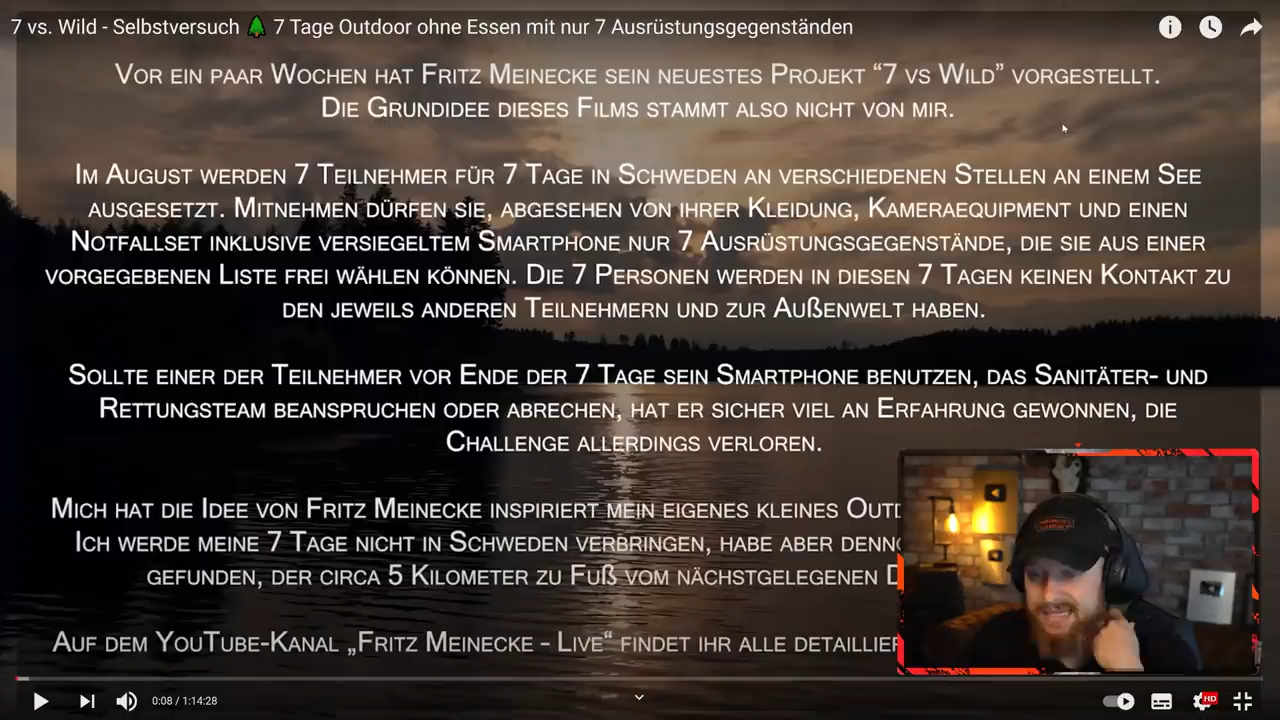 7 vs. Wild - Selbstversuch 🌲 7 Tage Outdoor ohne Essen mit nur 7 Ausrüstungsgegenständen
Vor ein paar Wochen hat Fritz Meinecke sein neuestes Projekt “7 vs Wild” vorgestellt.
Die Grundidee dieses Films stammt also nicht von mir.
Im August werden 7 Teilnehmer für 7 Tage in Schweden an verschiedenen Stellen an einem See
ausgesetzt. Mitnehmen dürfen sie, abgesehen von ihrer Kleidung, Kameraequipment und einen
Notfallset inklusive versiegeltem Smartphone nur 7 Ausrüstungsgegenstände, die sie aus einer
vorgegebenen Liste frei wählen können. Die 7 Personen werden in diesen 7 Tagen keinen Kontakt zu
den jeweils anderen Teilnehmern und zur Außenwelt haben.
Sollte einer der Teilnehmer vor Ende der 7 Tage sein Smartphone benutzen, das Sanitäter- und
Rettungsteam beanspruchen oder abrechen, hat er sicher viel an Erfahrung gewonnen, die
Challenge allerdings verloren.
Mich hat die Idee von Fritz Meinecke inspiriert mein eigenes kleines Outd
Ich werde meine 7 Tage nicht in Schweden verbringen, habe aber denno
gefunden, der circa 5 Kilometer zu Fuß vom nächstgelegenen D
Auf dem YouTube-Kanal „Fritz Meinecke - Live“ findet ihr alle detaillier
0:08 / 1:14:28
HD